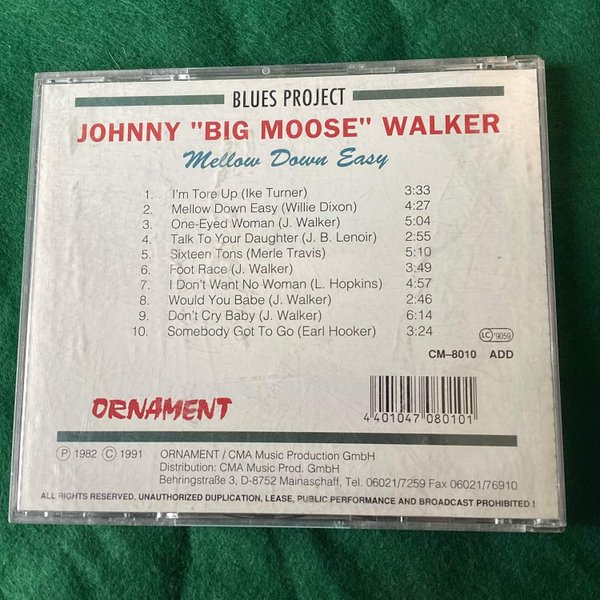 BLUES PROJECT
JOHNNY "BIG MOOSE" WALKER
Mellow Down Easy
1. I'm Tore Up (Ike Turner) 3:33
2. Mellow Down Easy (Willie Dixon) 4:27
3. One-Eyed Woman (J. Walker) 5:04
4. Talk To Your Daughter (J. B. Lenoir) 2:55
5. Sixteen Tons (Merle Travis) 5:10
6. Foot Race (J. Walker) 3:49
7. I Don't Want No Woman (L. Hopkins) 4:57
8. Would You Babe (J. Walker) 2:46
9. Don't Cry Baby (J. Walker) 6:14
10. Somebody Got To Go (Earl Hooker) 3:24
LC 9059
CM–8010 ADD
ORNAMENT
4 401047 080101
Ⓟ 1982 Ⓒ 1991 ORNAMENT / CMA Music Production GmbH
Distribution: CMA Music Prod. GmbH
Behringstraße 3, D-8752 Mainaschaff, Tel. 06021/7259 Fax 06021/76910
ALL RIGHTS RESERVED. UNAUTHORIZED DUPLICATION, LEASE, PUBLIC PERFORMANCE AND BROADCAST PROHIBITED !